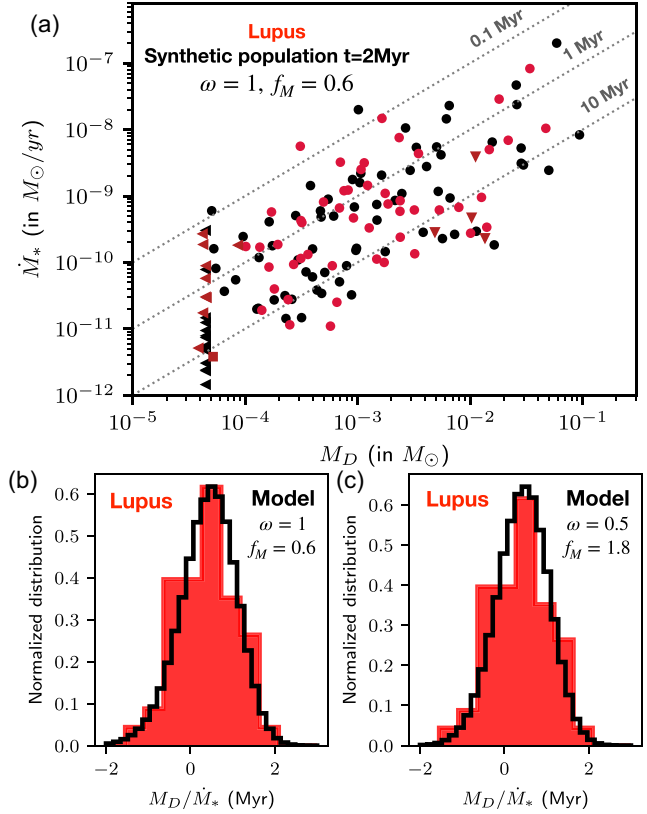 (a)
Lupus
Synthetic population t=2Myr
ω = 1, f_M = 0.6
0.1 Myr
1 Myr
10 Myr
10⁻⁷
10⁻⁸
10⁻⁹
10⁻¹⁰
10⁻¹¹
10⁻¹²
Ṁ_* (in M_⊙/yr)
10⁻⁵ 10⁻⁴ 10⁻³ 10⁻² 10⁻¹
M_D (in M_⊙)
(b)
Lupus
Model
ω = 1
f_M = 0.6
Normalized distribution
0.6
0.5
0.4
0.3
0.2
0.1
0.0
−2 0 2
M_D/Ṁ_* (Myr)
(c)
Lupus
Model
ω = 0.5
f_M = 1.8
Normalized distribution
0.6
0.5
0.4
0.3
0.2
0.1
0.0
−2 0 2
M_D/Ṁ_* (Myr)